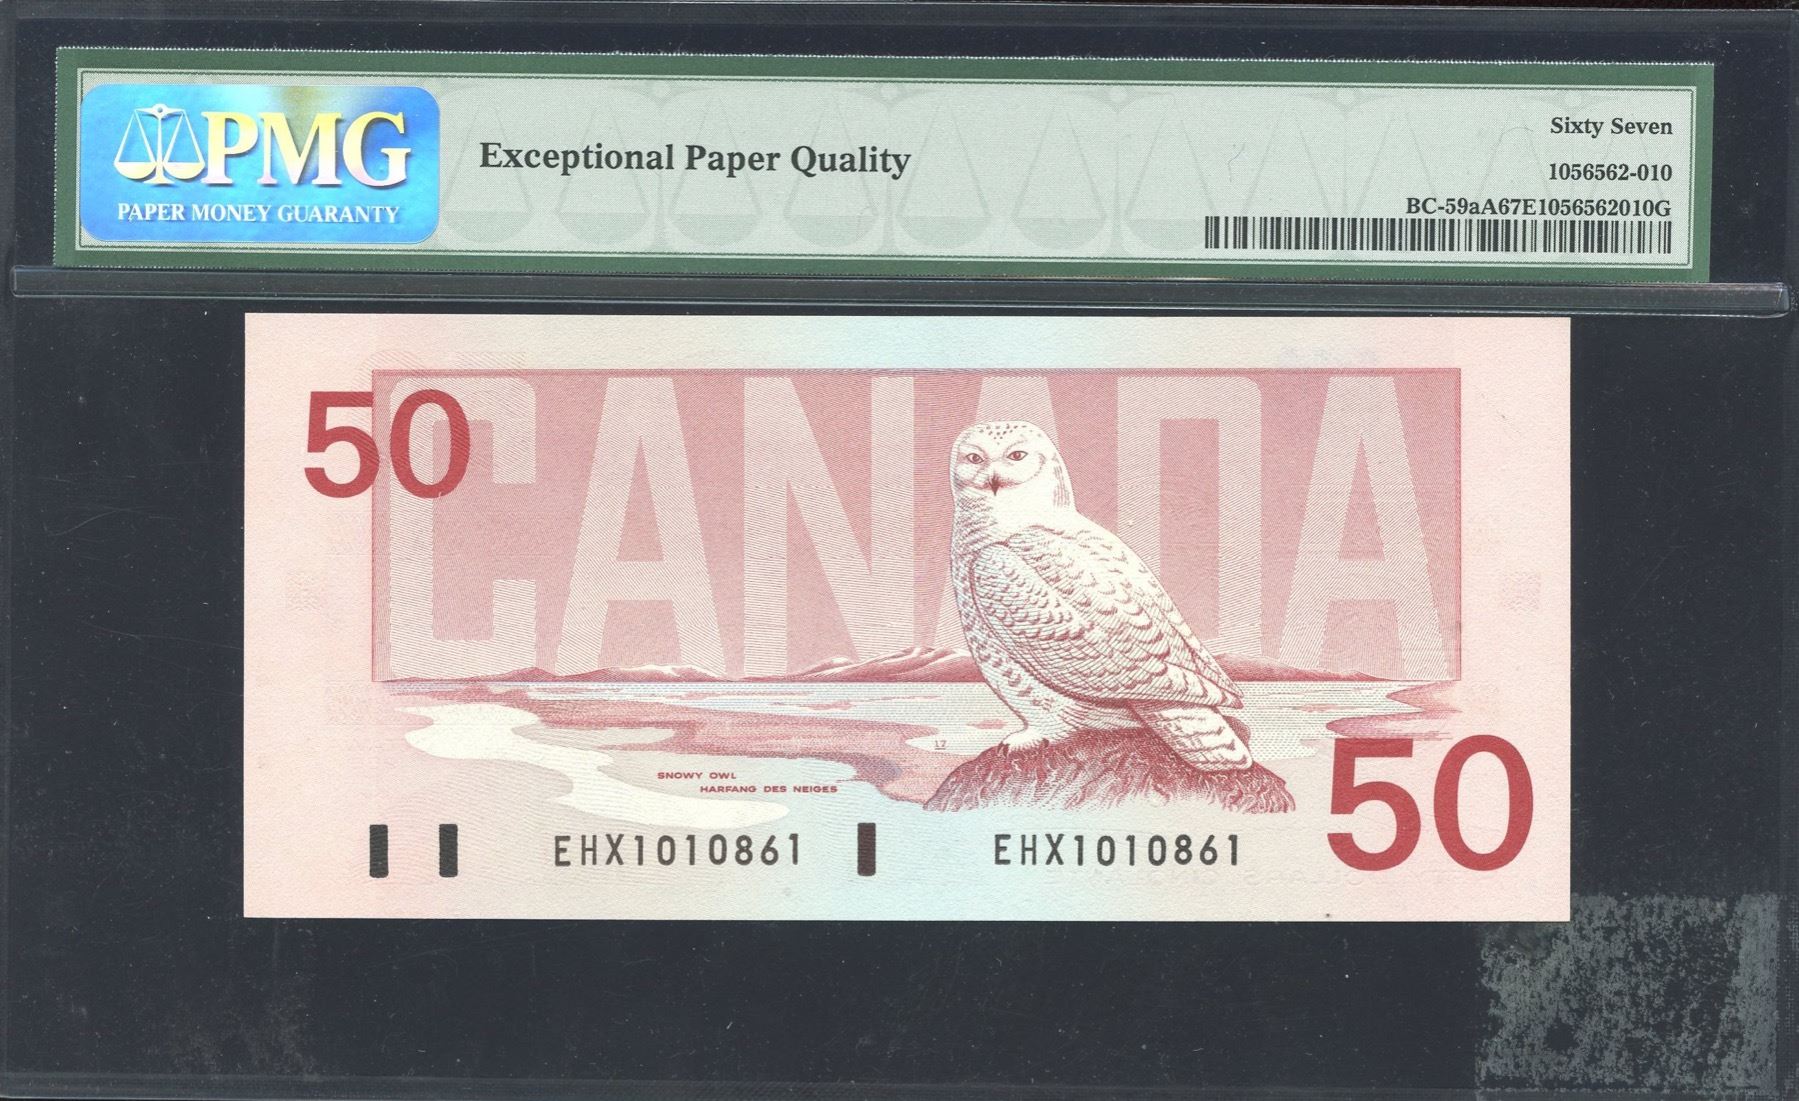 PMG
PAPER MONEY GUARANTY
Exceptional Paper Quality
Sixty Seven
1056562-010
BC-59aA67E1056562010G
50
CANADA
17
SNOWY OWL
HARFANG DES NEIGES
50
EHX1010861
EHX1010861